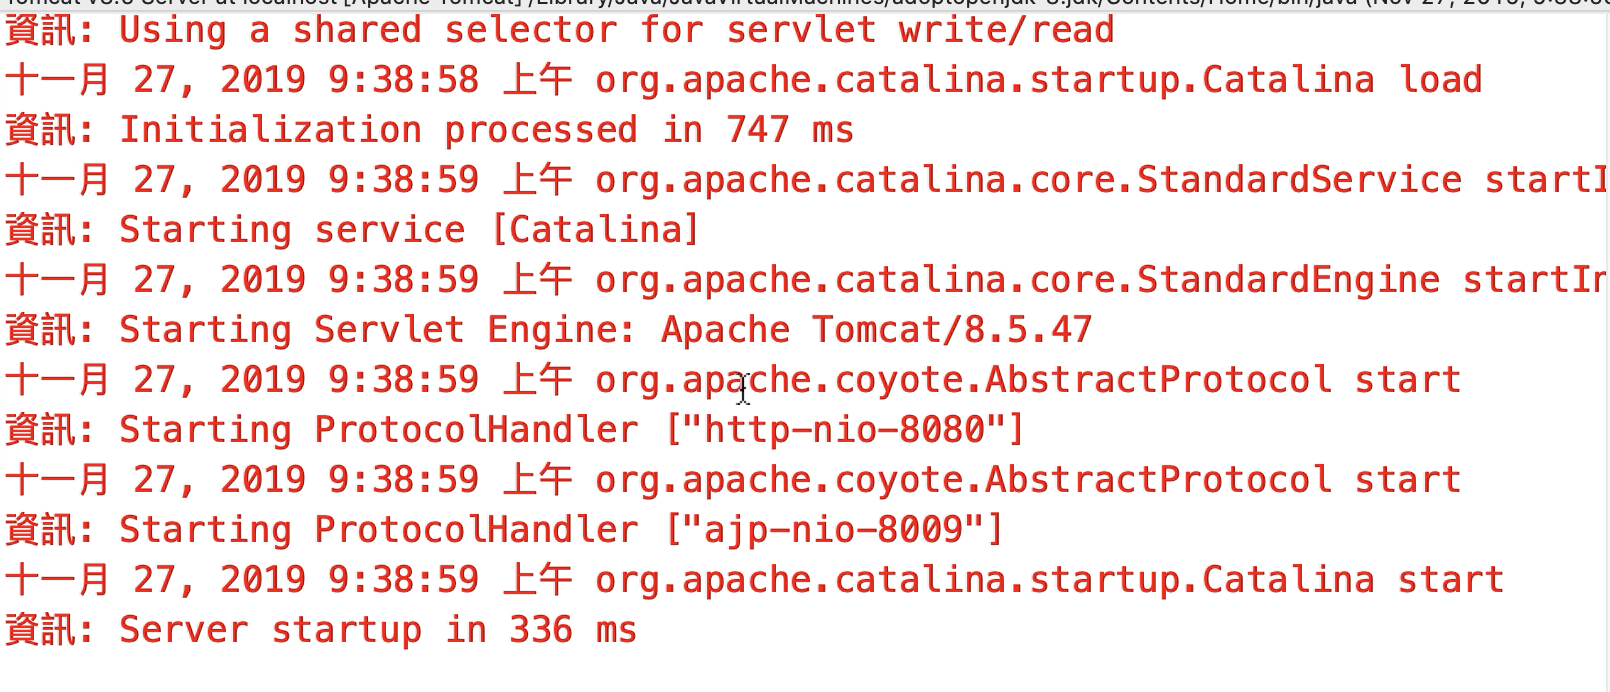 資訊: Using a shared selector for servlet write/read
十一月 27, 2019 9:38:58 上午 org.apache.catalina.startup.Catalina load
資訊: Initialization processed in 747 ms
十一月 27, 2019 9:38:59 上午 org.apache.catalina.core.StandardService startI
資訊: Starting service [Catalina]
十一月 27, 2019 9:38:59 上午 org.apache.catalina.core.StandardEngine startIn
資訊: Starting Servlet Engine: Apache Tomcat/8.5.47
十一月 27, 2019 9:38:59 上午 org.apache.coyote.AbstractProtocol start
資訊: Starting ProtocolHandler ["http-nio-8080"]
十一月 27, 2019 9:38:59 上午 org.apache.coyote.AbstractProtocol start
資訊: Starting ProtocolHandler ["ajp-nio-8009"]
十一月 27, 2019 9:38:59 上午 org.apache.catalina.startup.Catalina start
資訊: Server startup in 336 ms